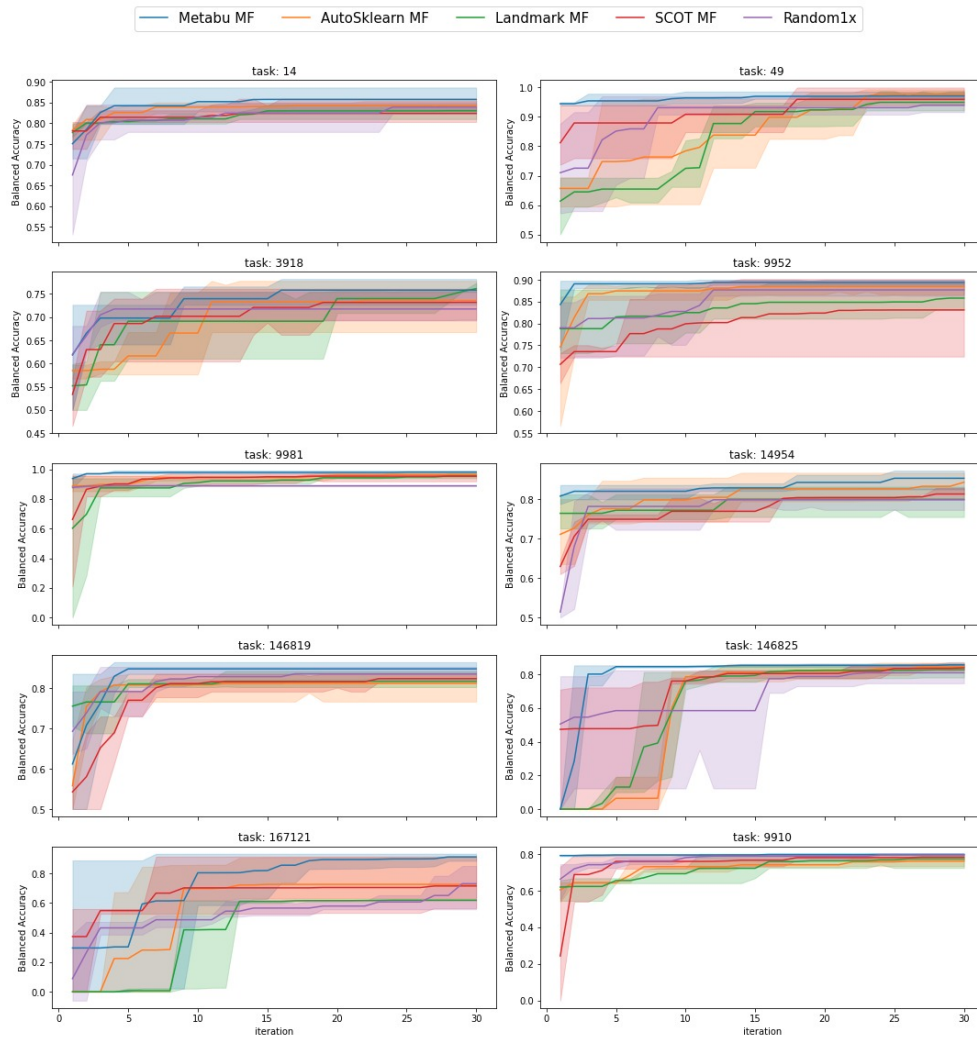 Metabu MF AutoSklearn MF Landmark MF SCOT MF Random1x
task: 14
Balanced Accuracy
0.90
0.85
0.80
0.75
0.70
0.65
0.60
0.55
task: 49
Balanced Accuracy
1.0
0.9
0.8
0.7
0.6
0.5
task: 3918
Balanced Accuracy
0.75
0.70
0.65
0.60
0.55
0.50
0.45
task: 9952
Balanced Accuracy
0.90
0.85
0.80
0.75
0.70
0.65
0.60
0.55
task: 9981
Balanced Accuracy
1.0
0.8
0.6
0.4
0.2
0.0
task: 14954
Balanced Accuracy
0.8
0.7
0.6
0.5
task: 146819
Balanced Accuracy
0.8
0.7
0.6
0.5
task: 146825
Balanced Accuracy
0.8
0.6
0.4
0.2
0.0
task: 167121
Balanced Accuracy
0.8
0.6
0.4
0.2
0.0
0 5 10 15 20 25 30
iteration
task: 9910
Balanced Accuracy
0.8
0.6
0.4
0.2
0.0
0 5 10 15 20 25 30
iteration